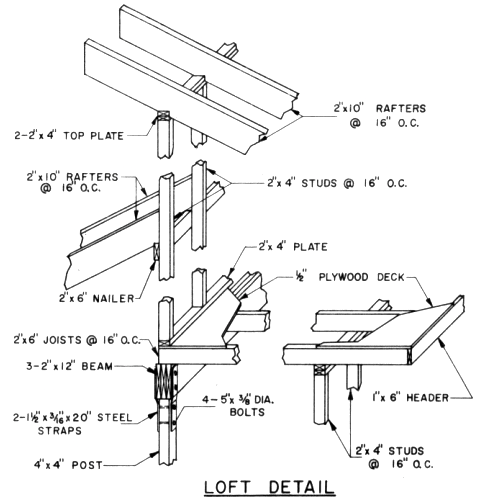 2"x10" RAFTERS
@ 16" O.C.
2-2"x 4" TOP PLATE
2"x10" RAFTERS
@ 16" O.C.
2"x 4" STUDS @ 16" O.C.
2"x 4" PLATE
½" PLYWOOD DECK
2"x 6" NAILER
2"x6" JOISTS @ 16" O.C.
3-2"x12" BEAM
4-5"x ⅜" DIA.
BOLTS
1"x 6" HEADER
2-1½"x 3/16"x 20" STEEL
STRAPS
2"x 4" STUDS
@ 16" O.C.
4"x 4" POST
LOFT DETAIL